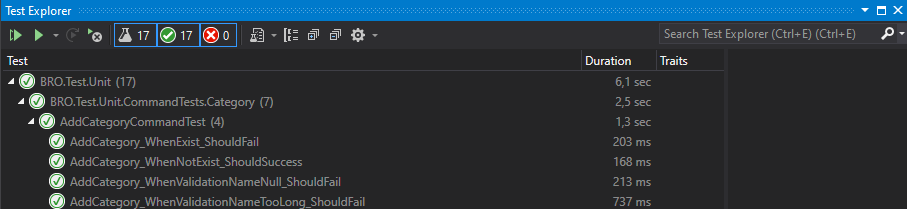 Test Explorer
17 17 0 Search Test Explorer (Ctrl+E) (Ctrl+E)
Test Duration Traits
BRO.Test.Unit (17) 6,1 sec
BRO.Test.Unit.CommandTests.Category (7) 2,5 sec
AddCategoryCommandTest (4) 1,3 sec
AddCategory_WhenExist_ShouldFail 203 ms
AddCategory_WhenNotExist_ShouldSuccess 168 ms
AddCategory_WhenValidationNameNull_ShouldFail 213 ms
AddCategory_WhenValidationNameTooLong_ShouldFail 737 ms